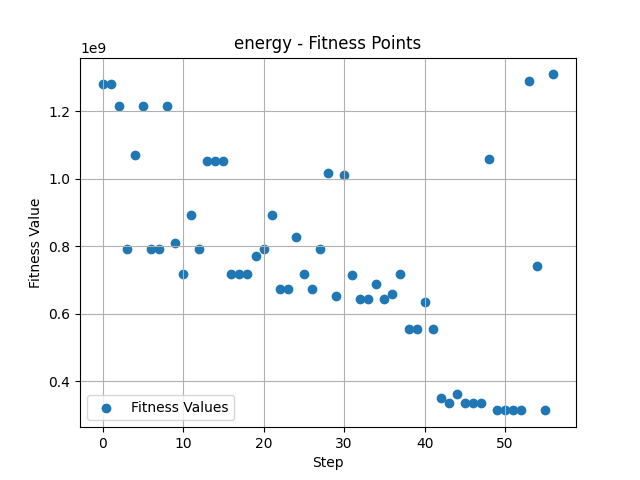 energy - Fitness Points
1e9
1.2
1.0
0.8
0.6
0.4
Fitness Value
Fitness Values
0 10 20 30 40 50
Step